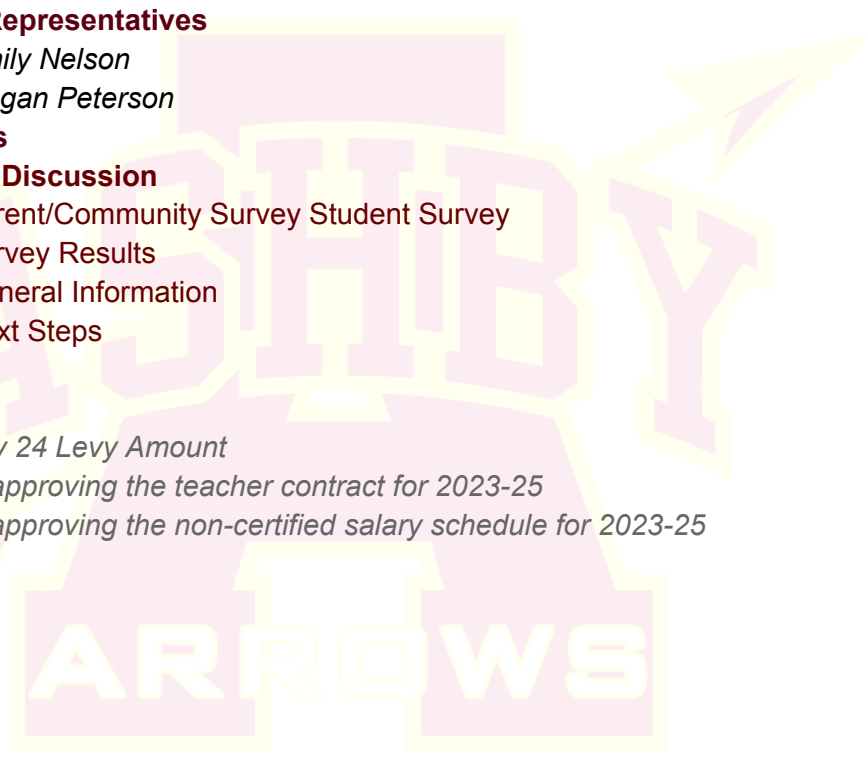 Representatives
ily Nelson
gan Peterson
s
Discussion
rent/Community Survey Student Survey
rvey Results
neral Information
xt Steps
y 24 Levy Amount
approving the teacher contract for 2023-25
approving the non-certified salary schedule for 2023-25
ASHBY
ARROWS